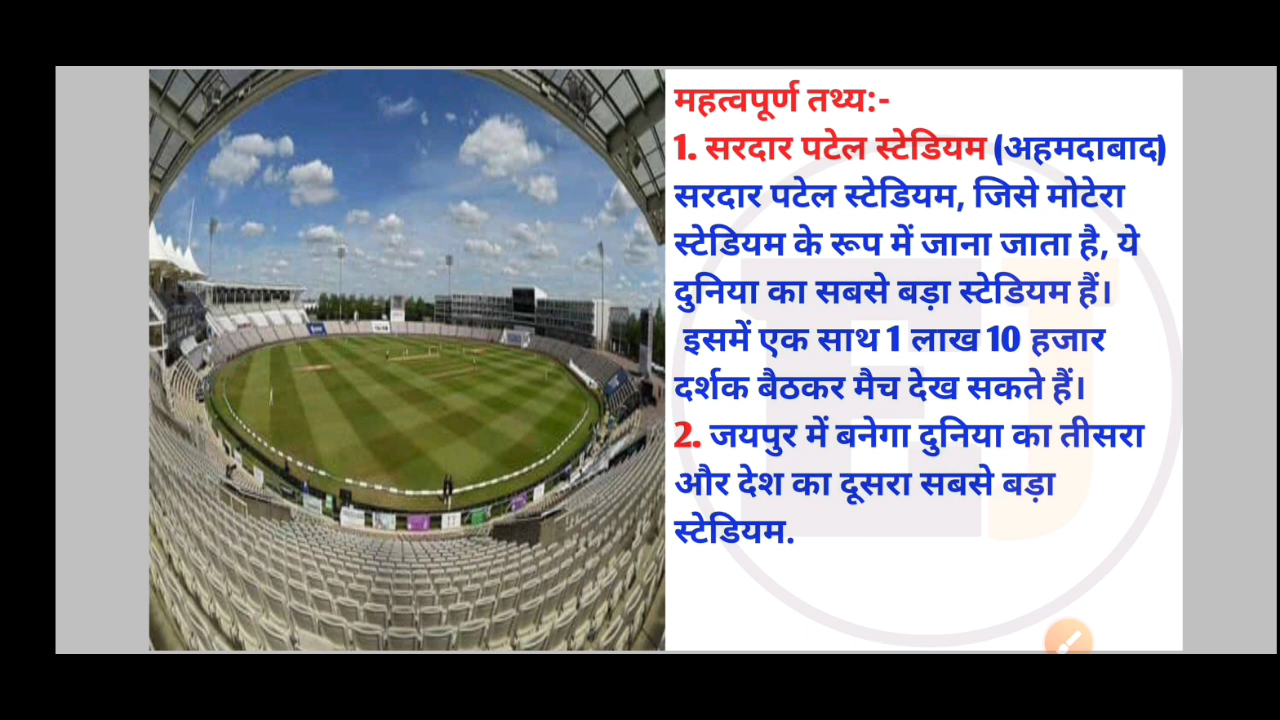 महत्वपूर्ण तथ्य:-
1. सरदार पटेल स्टेडियम (अहमदाबाद)
सरदार पटेल स्टेडियम, जिसे मोटेरा
स्टेडियम के रूप में जाना जाता है, ये
दुनिया का सबसे बड़ा स्टेडियम हैं।
इसमें एक साथ 1 लाख 10 हजार
दर्शक बैठकर मैच देख सकते हैं।
2. जयपुर में बनेगा दुनिया का तीसरा
और देश का दूसरा सबसे बड़ा
स्टेडियम.
EJ